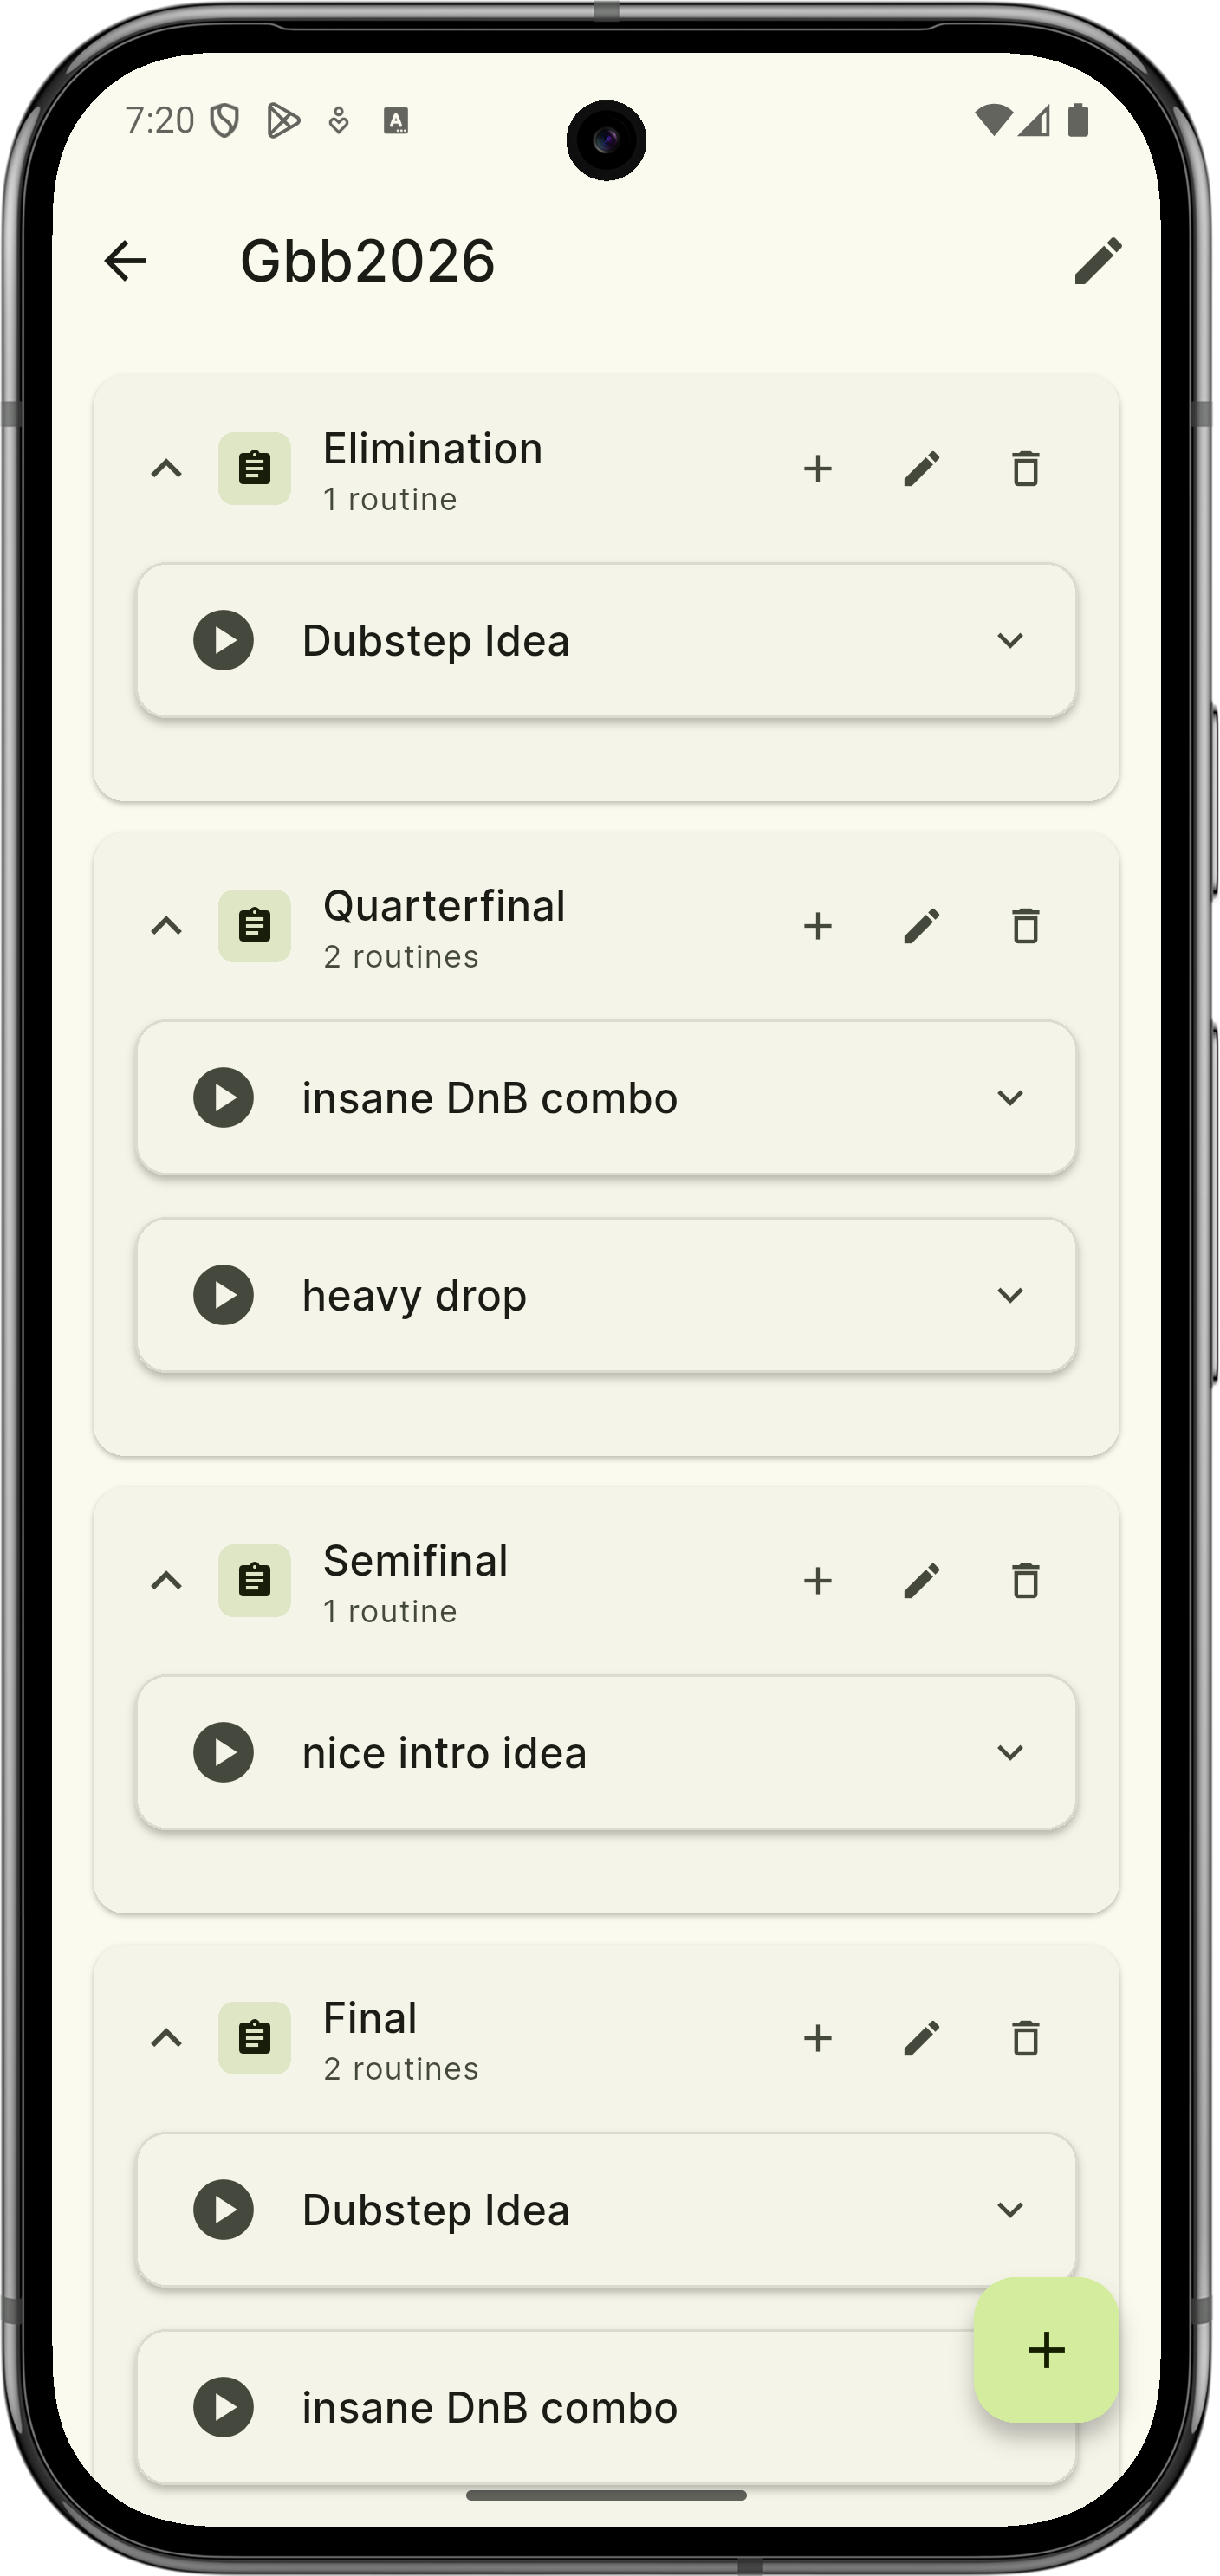 7:20
Gbb2026
Elimination
1 routine
Dubstep Idea
Quarterfinal
2 routines
insane DnB combo
heavy drop
Semifinal
1 routine
nice intro idea
Final
2 routines
Dubstep Idea
insane DnB combo